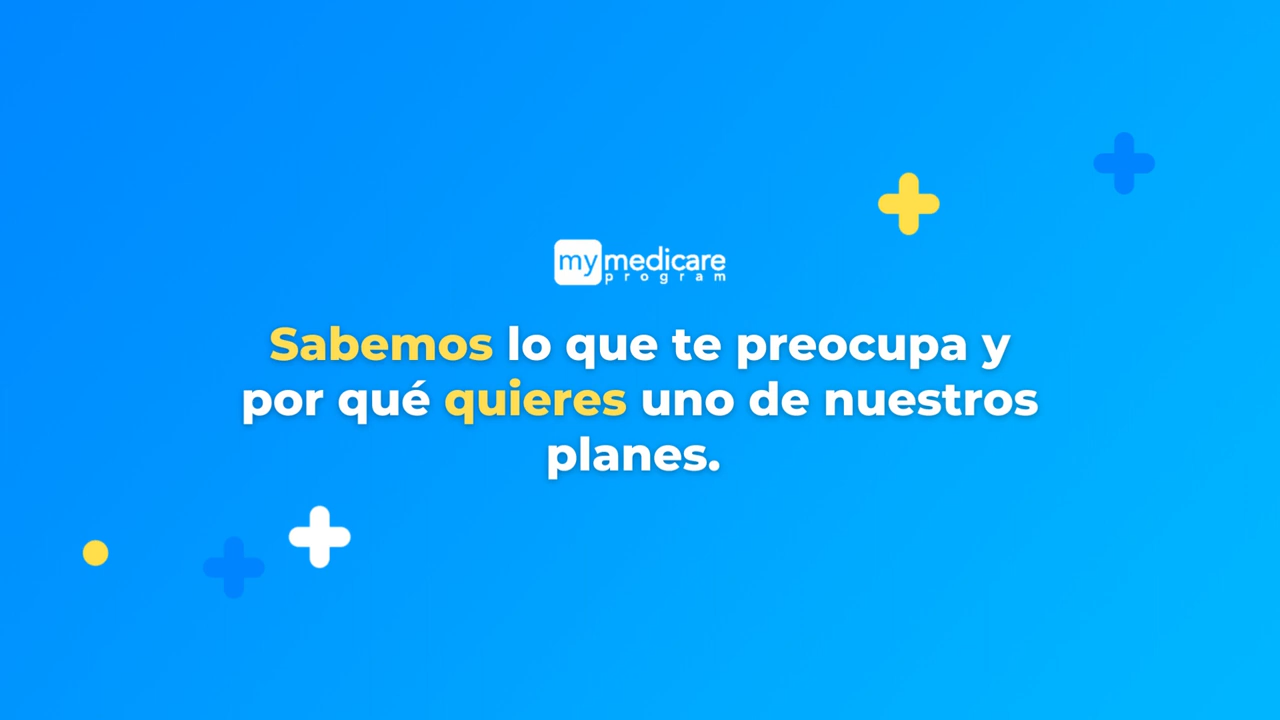 my medicare
program
Sabemos lo que te preocupa y
por qué quieres uno de nuestros
planes.